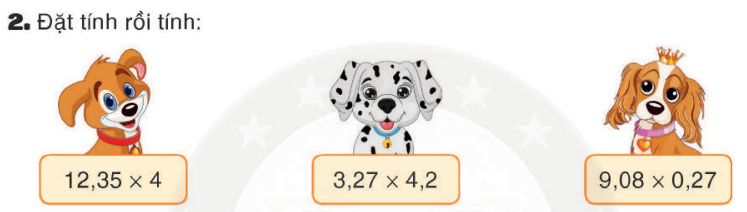 2. Đặt tính rồi tính:
12,35 × 4 3,27 × 4,2 9,08 × 0,27